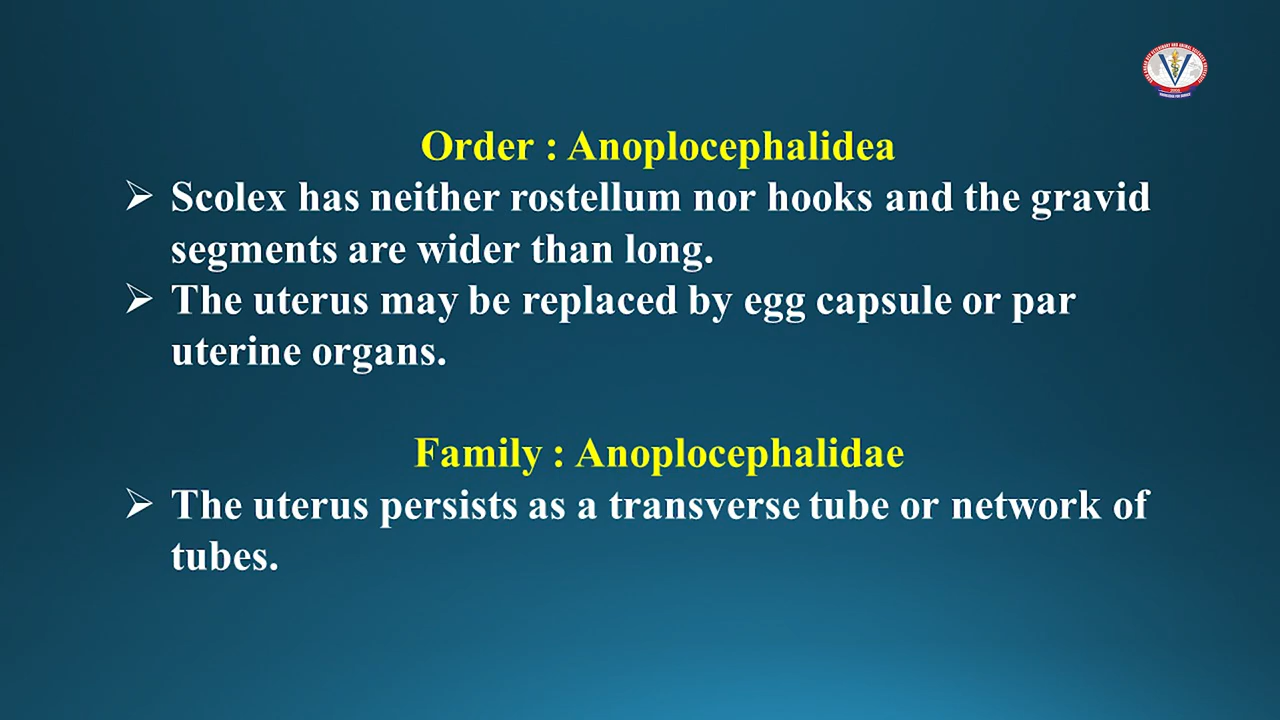 Order : Anoplocephalidea
➢ Scolex has neither rostellum nor hooks and the gravid
segments are wider than long.
➢ The uterus may be replaced by egg capsule or par
uterine organs.
Family : Anoplocephalidae
➢ The uterus persists as a transverse tube or network of
tubes.